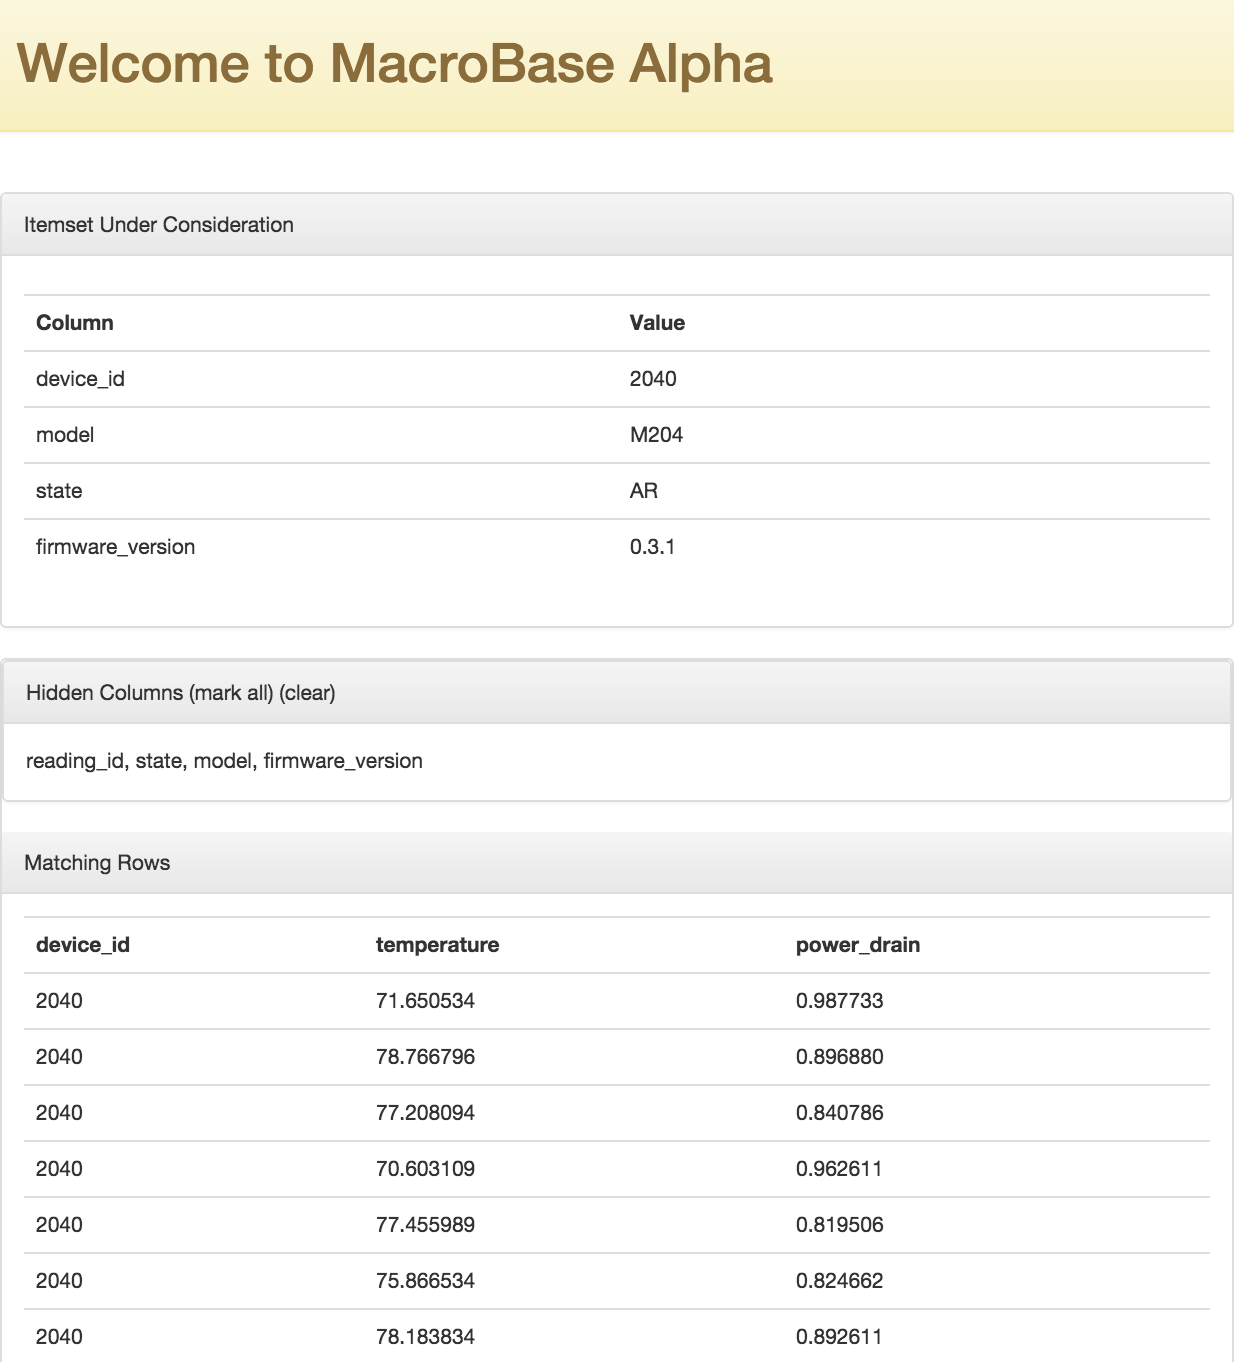 Welcome to MacroBase Alpha
Itemset Under Consideration
Column Value
device_id 2040
model M204
state AR
firmware_version 0.3.1
Hidden Columns (mark all) (clear)
reading_id, state, model, firmware_version
Matching Rows
device_id temperature power_drain
2040 71.650534 0.987733
2040 78.766796 0.896880
2040 77.208094 0.840786
2040 70.603109 0.962611
2040 77.455989 0.819506
2040 75.866534 0.824662
2040 78.183834 0.892611